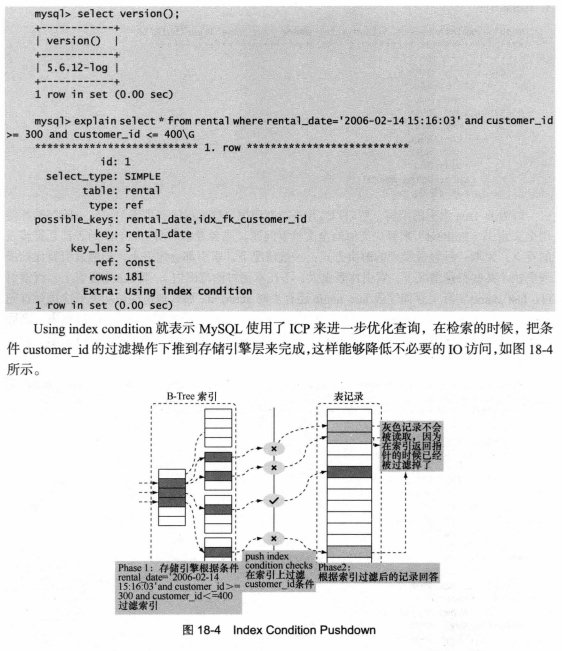 mysql> select version();
+------------+
| version() |
+------------+
| 5.6.12-log |
+------------+
1 row in set (0.00 sec)
mysql> explain select * from rental where rental_date='2006-02-14 15:16:03' and customer_id
>= 300 and customer_id <= 400\G
*************************** 1. row ***************************
id: 1
select_type: SIMPLE
table: rental
type: ref
possible_keys: rental_date,idx_fk_customer_id
key: rental_date
key_len: 5
ref: const
rows: 181
Extra: Using index condition
1 row in set (0.00 sec)
Using index condition 就表示 MySQL 使用了 ICP 来进一步优化查询，在检索的时候，把条
件 customer_id 的过滤操作下推到存储引擎层来完成，这样能够降低不必要的 IO 访问，如图 18-4
所示。
B-Tree 索引
表记录
灰色记录不会
被读取，因为
在索引返回指
针的时候已经
被过滤掉了
Phase 1：存储引擎根据条件
rental_date='2006-02-14
15:16:03'and customer_id>=
300 and customer_id<=400
过滤索引
push index
condition checks
在索引上过滤
customer_id条件
Phase2：
根据索引过滤后的记录回答
图 18-4 Index Condition Pushdown